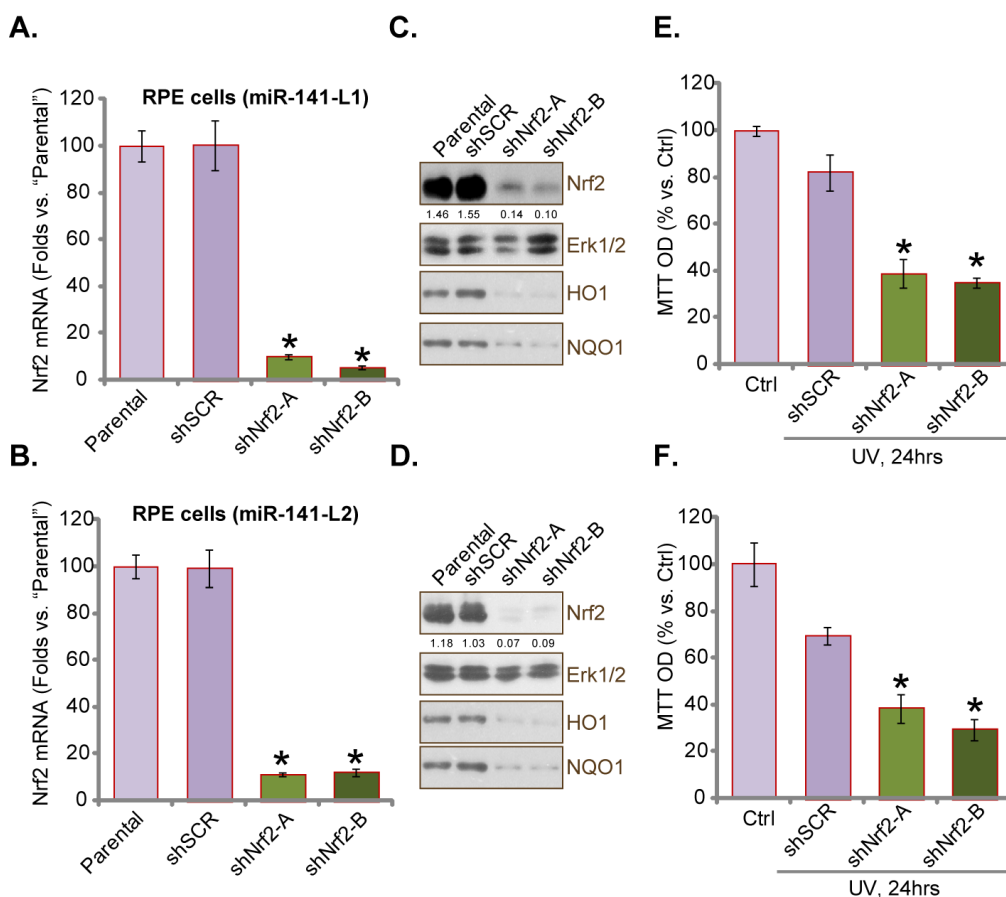 A.
RPE cells (miR-141-L1)
Nrf2 mRNA (Folds vs. “Parental”)
120
100
80
60
40
20
0
*
*
Parental
shSCR
shNrf2-A
shNrf2-B
B.
RPE cells (miR-141-L2)
Nrf2 mRNA (Folds vs. “Parental”)
120
100
80
60
40
20
0
*
*
Parental
shSCR
shNrf2-A
shNrf2-B
C.
Parental
shSCR
shNrf2-A
shNrf2-B
Nrf2
1.46 1.55 0.14 0.10
Erk1/2
HO1
NQO1
D.
Parental
shSCR
shNrf2-A
shNrf2-B
Nrf2
1.18 1.03 0.07 0.09
Erk1/2
HO1
NQO1
E.
MTT OD (% vs. Ctrl)
120
100
80
60
40
20
0
*
*
Ctrl
shSCR
shNrf2-A
shNrf2-B
UV, 24hrs
F.
MTT OD (% vs. Ctrl)
120
100
80
60
40
20
0
*
*
Ctrl
shSCR
shNrf2-A
shNrf2-B
UV, 24hrs